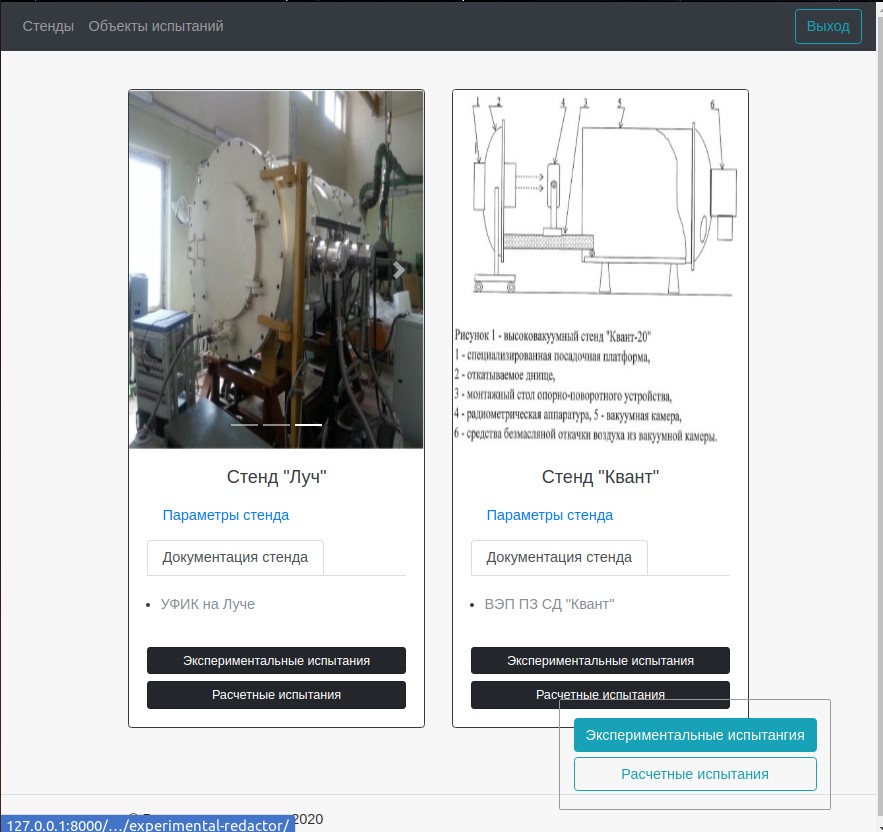 Стенды Объекты испытаний Выход
1 2 4 3 5 6
Рисунок 1 - высоковакуумный стенд "Квант-20"
1 - специализированная посадочная платформа,
2 - откатываемое днище,
3 - монтажный стол опорно-поворотного устройства,
4 - радиометрическая аппаратура, 5 - вакуумная камера,
6 - средства безмасляной откачки воздуха из вакуумной камеры.
Стенд "Луч"
Параметры стенда
Документация стенда
УФИК на Луче
Экспериментальные испытания
Расчетные испытания
Стенд "Квант"
Параметры стенда
Документация стенда
ВЭП ПЗ СД "Квант"
Экспериментальные испытания
Расчетные испытания
Экспериментальные испытангия
Расчетные испытания
2020
127.0.0.1:8000/.../experimental-redactor/